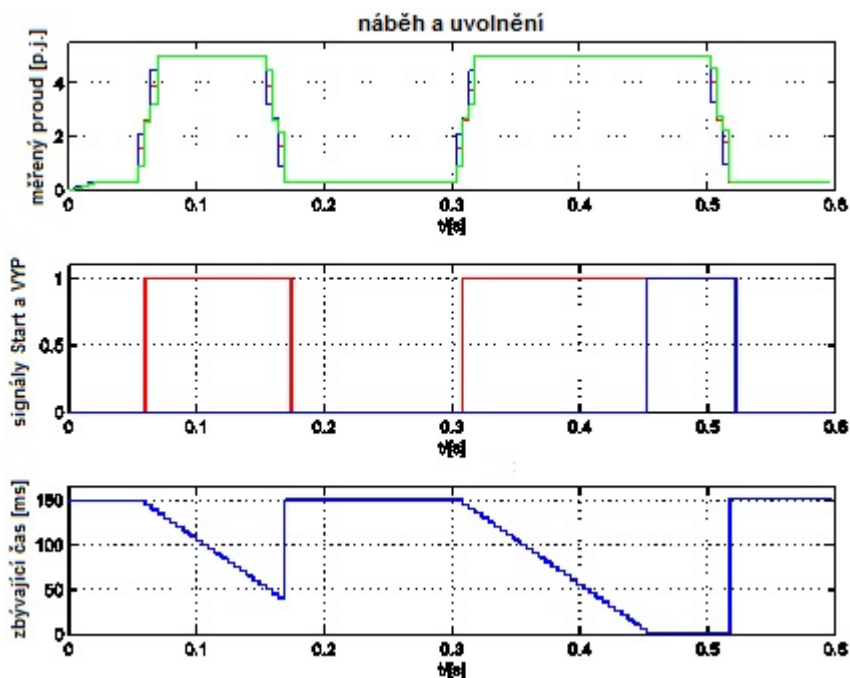 náběh a uvolnění
měřený proud [p.j.]
4
2
0
0 0.1 0.2 0.3 0.4 0.5 0.6
t/[s]
signály Start a VYP
1
0.5
0
0 0.1 0.2 0.3 0.4 0.5 0.6
t/[s]
zbývající čas [ms]
150
100
50
0
0 0.1 0.2 0.3 0.4 0.5 0.6
t/[s]